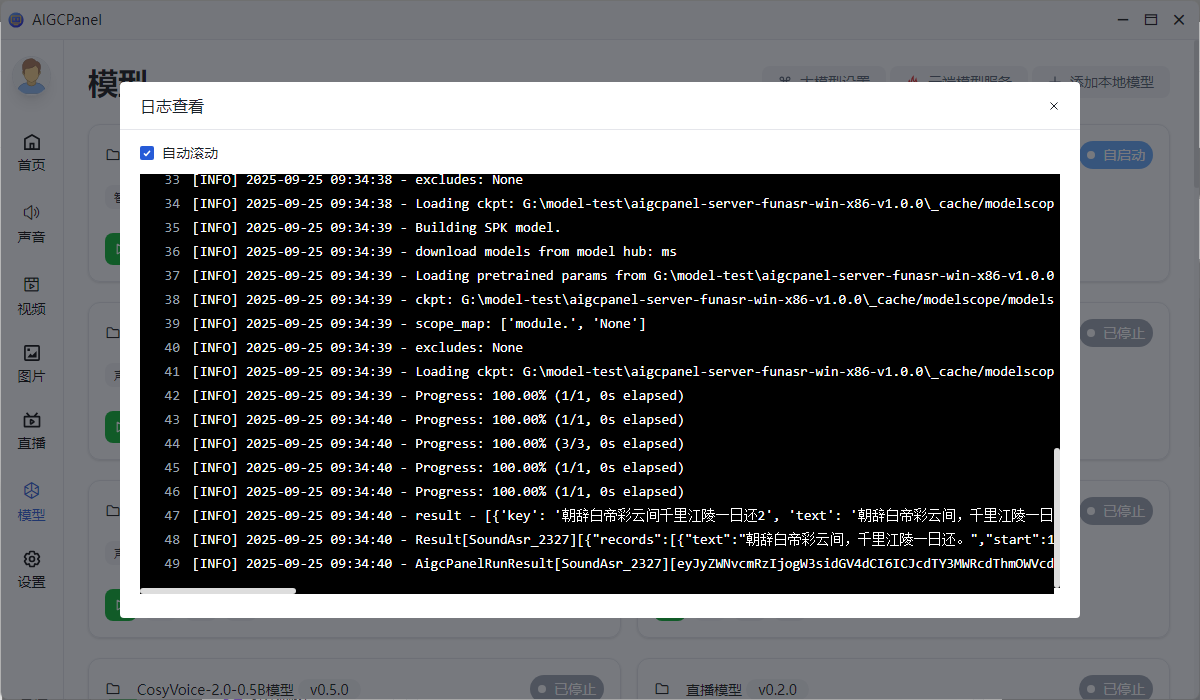 AIGCPanel
模型
大模型设置
云端模型服务
添加本地模型
日志查看
自动滚动
自启动
首页
声音
视频
图片
直播
模型
设置
33 [INFO] 2025-09-25 09:34:38 - excludes: None
34 [INFO] 2025-09-25 09:34:38 - Loading ckpt: G:\model-test\aigcpanel-server-funasr-win-x86-v1.0.0\_cache/modelscop
35 [INFO] 2025-09-25 09:34:39 - Building SPK model.
36 [INFO] 2025-09-25 09:34:39 - download models from model hub: ms
37 [INFO] 2025-09-25 09:34:39 - Loading pretrained params from G:\model-test\aigcpanel-server-funasr-win-x86-v1.0.0
38 [INFO] 2025-09-25 09:34:39 - ckpt: G:\model-test\aigcpanel-server-funasr-win-x86-v1.0.0\_cache/modelscope/models
39 [INFO] 2025-09-25 09:34:39 - scope_map: ['module.', 'None']
40 [INFO] 2025-09-25 09:34:39 - excludes: None
41 [INFO] 2025-09-25 09:34:39 - Loading ckpt: G:\model-test\aigcpanel-server-funasr-win-x86-v1.0.0\_cache/modelscop
42 [INFO] 2025-09-25 09:34:39 - Progress: 100.00% (1/1, 0s elapsed)
43 [INFO] 2025-09-25 09:34:40 - Progress: 100.00% (1/1, 0s elapsed)
44 [INFO] 2025-09-25 09:34:40 - Progress: 100.00% (3/3, 0s elapsed)
45 [INFO] 2025-09-25 09:34:40 - Progress: 100.00% (1/1, 0s elapsed)
46 [INFO] 2025-09-25 09:34:40 - Progress: 100.00% (1/1, 0s elapsed)
47 [INFO] 2025-09-25 09:34:40 - result - [{'key': '朝辞白帝彩云间千里江陵一日还2', 'text': '朝辞白帝彩云间，千里江陵一日
48 [INFO] 2025-09-25 09:34:40 - Result[SoundAsr_2327][{"records":[{"text":"朝辞白帝彩云间，千里江陵一日还。","start":1
49 [INFO] 2025-09-25 09:34:40 - AigcPanelRunResult[SoundAsr_2327][eyJyZWNvcmRzIjogW3sidGV4dCI6ICJcdTY3MWRcdThmOWVcd
已停止
已停止
CosyVoice-2.0-0.5B模型 v0.5.0 已停止
直播模型 v0.2.0 已停止